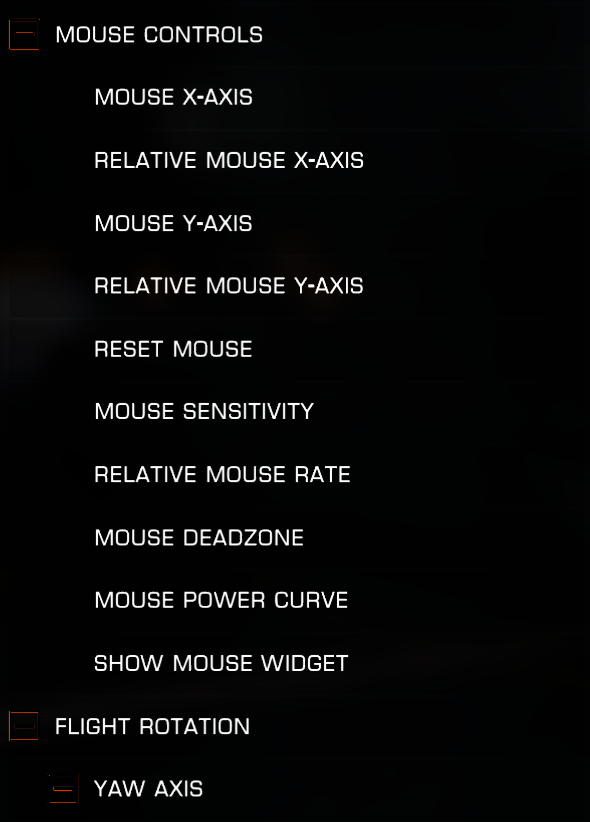 MOUSE CONTROLS
MOUSE X-AXIS
RELATIVE MOUSE X-AXIS
MOUSE Y-AXIS
RELATIVE MOUSE Y-AXIS
RESET MOUSE
MOUSE SENSITIVITY
RELATIVE MOUSE RATE
MOUSE DEADZONE
MOUSE POWER CURVE
SHOW MOUSE WIDGET
FLIGHT ROTATION
YAW AXIS